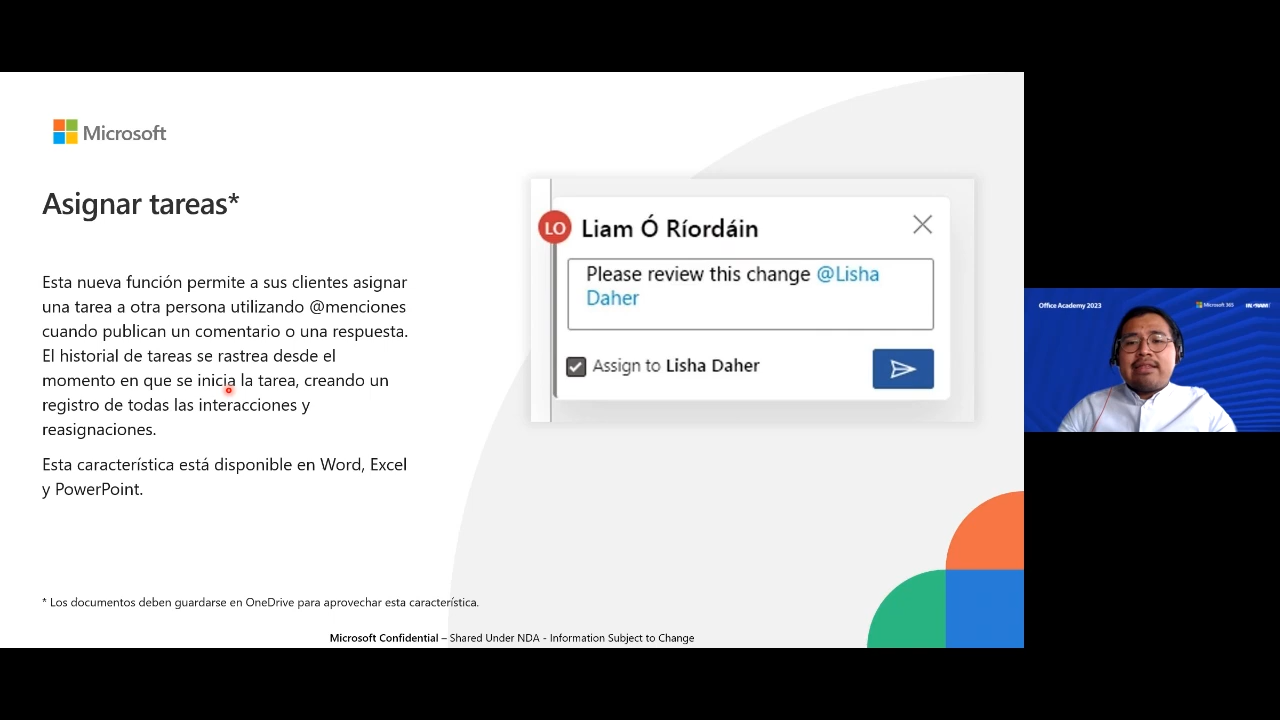 Microsoft
Asignar tareas*
Esta nueva función permite a sus clientes asignar
una tarea a otra persona utilizando @menciones
cuando publican un comentario o una respuesta.
El historial de tareas se rastrea desde el
momento en que se inicia la tarea, creando un
registro de todas las interacciones y
reasignaciones.
Esta característica está disponible en Word, Excel
y PowerPoint.
* Los documentos deben guardarse en OneDrive para aprovechar esta característica.
Microsoft Confidential – Shared Under NDA - Information Subject to Change
LO
Liam Ó Ríordáin
Please review this change @Lisha
Daher
Assign to Lisha Daher
Office Academy 2023
Microsoft 365